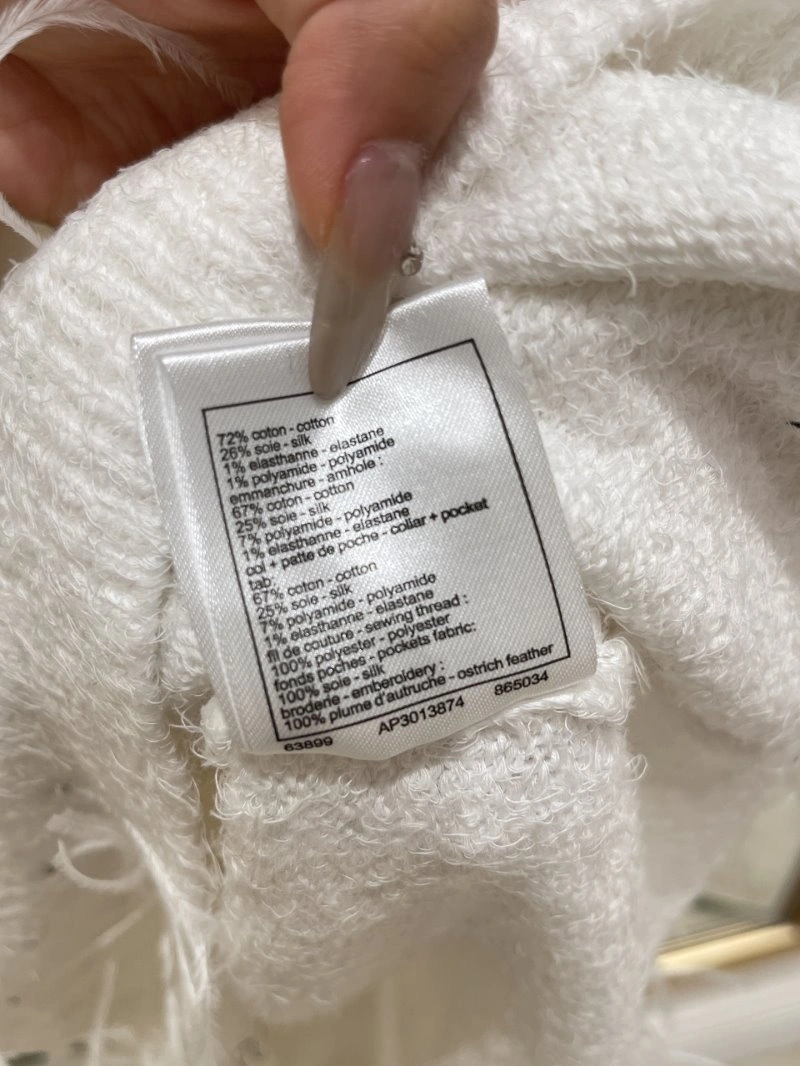 72% coton - cotton
26% soie - silk
1% elasthanne - elastane
1% polyamide - polyamide
emmanchure - amhole :
67% coton - cotton
25% soie - silk
7% polyamide - polyamide
1% elasthanne - elastane
col + patte de poche - collar + pocket
tab:
67% coton - cotton
25% soie - silk
7% polyamide - polyamide
1% elasthanne - elastane
fil de couture - sewing thread :
100% polyester - polyester
fonds poches - pockets fabric:
100% soie - silk
broderie - emberoidery :
100% plume d'autruche - ostrich feather
63899 AP3013874 865034